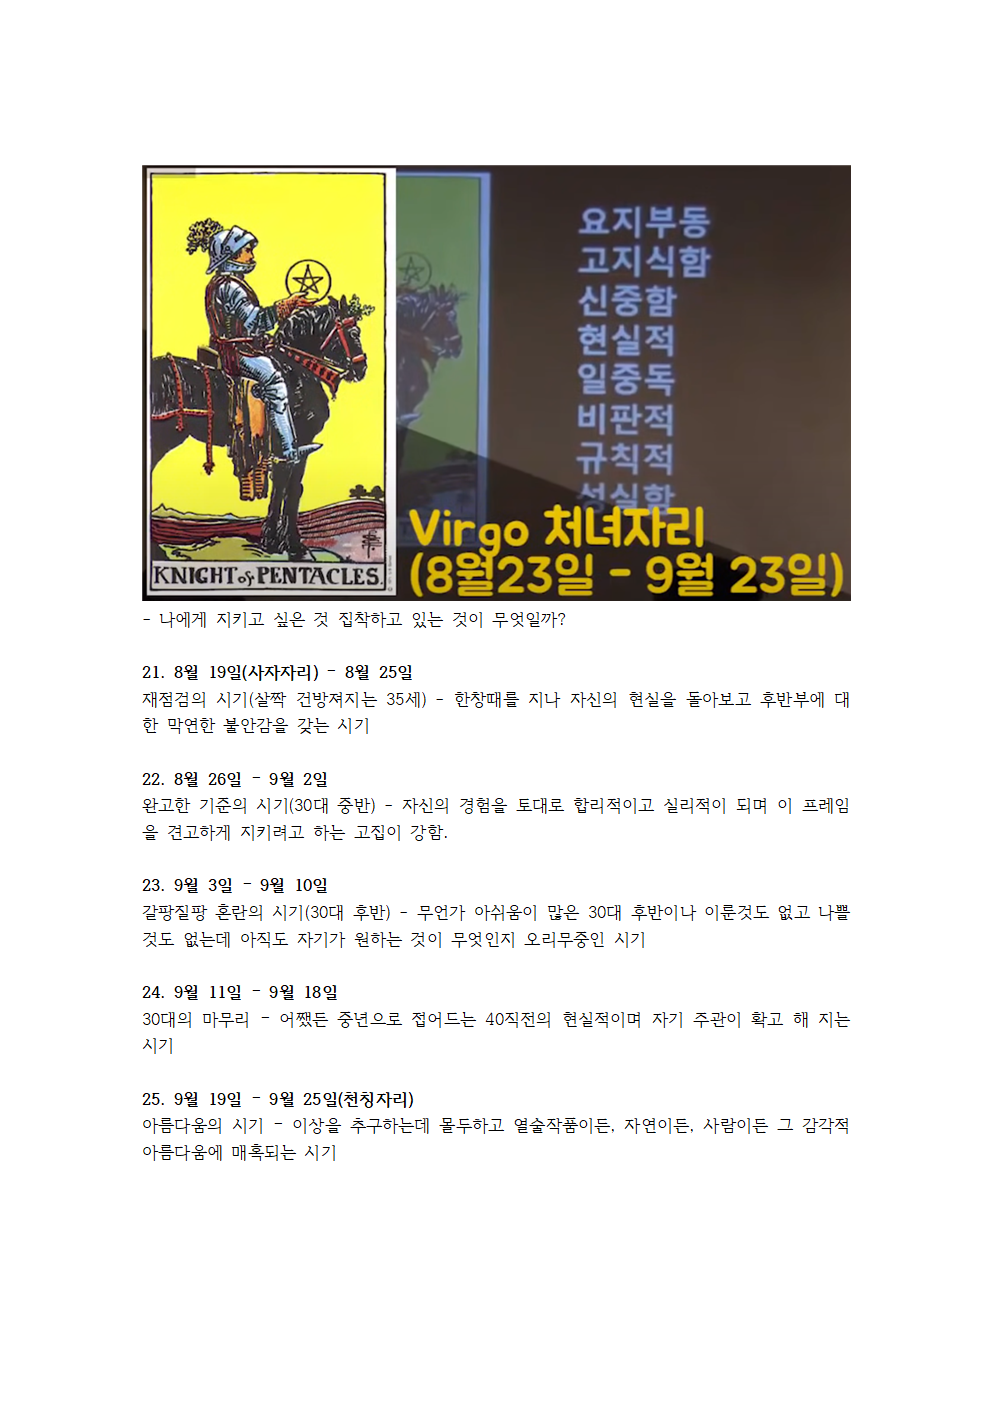 요지부동
고지식함
신중함
현실적
일중독
비판적
규칙적
성실함
Virgo 처녀자리
(8월23일 - 9월 23일)
KNIGHT of PENTACLES.
- 나에게 지키고 싶은 것 집착하고 있는 것이 무엇일까?
21. 8월 19일(사자자리) - 8월 25일
재점검의 시기(살짝 건방져지는 35세) - 한창때를 지나 자신의 현실을 돌아보고 후반부에 대
한 막연한 불안감을 갖는 시기
22. 8월 26일 - 9월 2일
완고한 기준의 시기(30대 중반) - 자신의 경험을 토대로 합리적이고 실리적이 되며 이 프레임
을 견고하게 지키려고 하는 고집이 강함.
23. 9월 3일 - 9월 10일
갈팡질팡 혼란의 시기(30대 후반) - 무언가 아쉬움이 많은 30대 후반이나 이룬것도 없고 나쁠
것도 없는데 아직도 자기가 원하는 것이 무엇인지 오리무중인 시기
24. 9월 11일 - 9월 18일
30대의 마무리 - 어쨌든 중년으로 접어드는 40직전의 현실적이며 자기 주관이 확고 해 지는
시기
25. 9월 19일 - 9월 25일(천칭자리)
아름다움의 시기 - 이상을 추구하는데 몰두하고 열술작품이든, 자연이든, 사람이든 그 감각적
아름다움에 매혹되는 시기